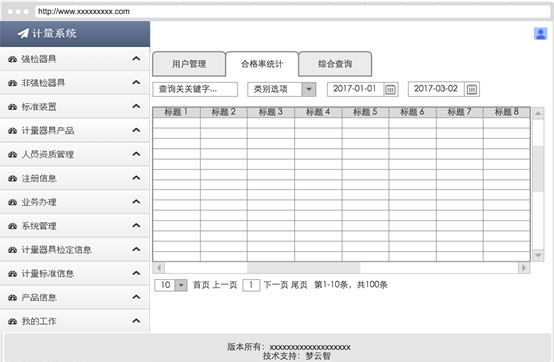 http://www.xxxxxxxxx.com
计量系统
强检器具
非强检器具
标准装置
计量器具产品
人员资质管理
注册信息
业务办理
系统管理
计量器具检定信息
计量标准信息
产品信息
我的工作
用户管理 合格率统计 综合查询
查询关关键字... 类别选项 2017-01-01 2017-03-02
标题 1 标题 2 标题 3 标题 4 标题 5 标题 6 标题 7 标题 8
10 首页 上一页 1 下一页 尾页 第1-10条，共100条
版本所有：xxxxxxxxxxxxxxxxxxx
技术支持：梦云智